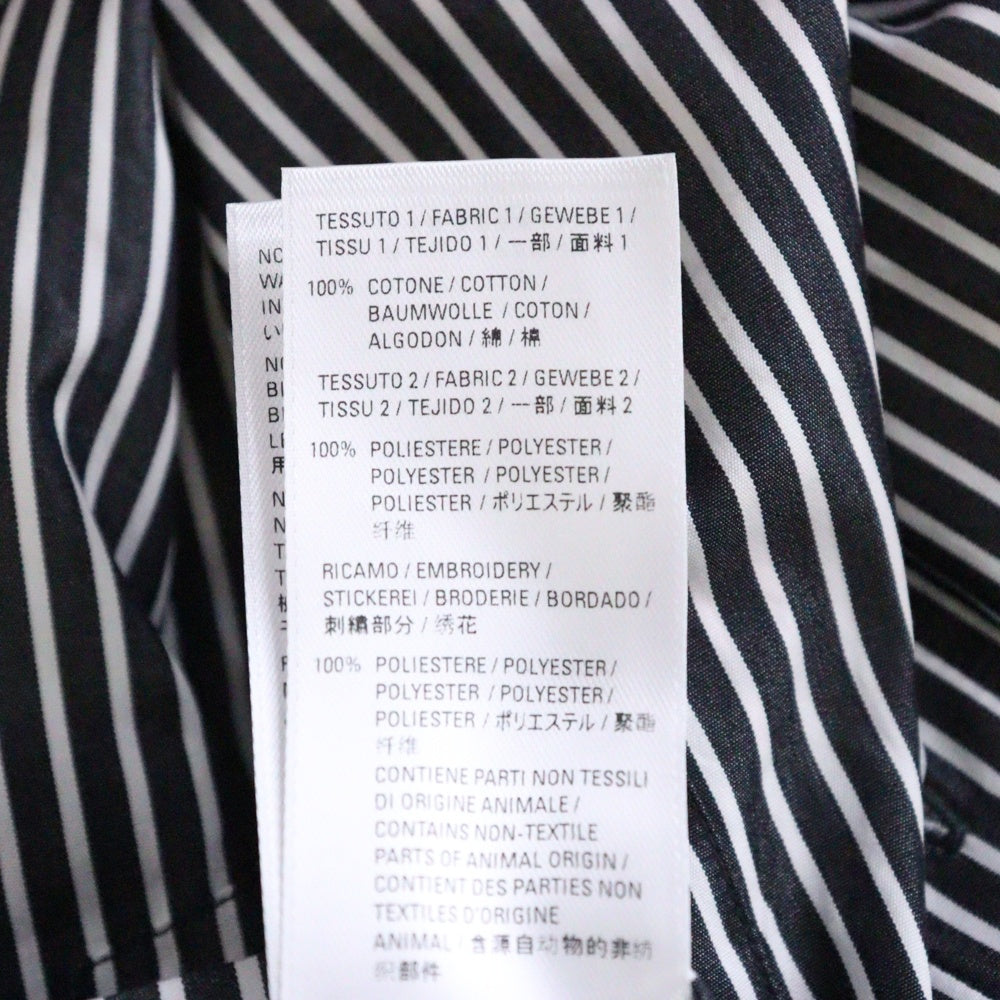 TESSUTO 1 / FABRIC 1 / GEWEBE 1 /
TISSU 1 / TEJIDO 1 / 一部 / 面料 1
100% COTONE / COTTON /
BAUMWOLLE / COTON /
ALGODON / 綿 / 棉
TESSUTO 2 / FABRIC 2 / GEWEBE 2 /
TISSU 2 / TEJIDO 2 / 一部 / 面料 2
100% POLIESTERE / POLYESTER /
POLYESTER / POLYESTER /
POLIESTER / ポリエステル / 聚酯
纤维
RICAMO / EMBROIDERY /
STICKEREI / BRODERIE / BORDADO /
刺繍部分 / 绣花
100% POLIESTERE / POLYESTER /
POLYESTER / POLYESTER /
POLIESTER / ポリエステル / 聚酯
纤维
CONTIENE PARTI NON TESSILI
DI ORIGINE ANIMALE /
CONTAINS NON-TEXTILE
PARTS OF ANIMAL ORIGIN /
CONTIENT DES PARTIES NON
TEXTILES D'ORIGINE
ANIMAL / 含源自动物的非纺
织部件